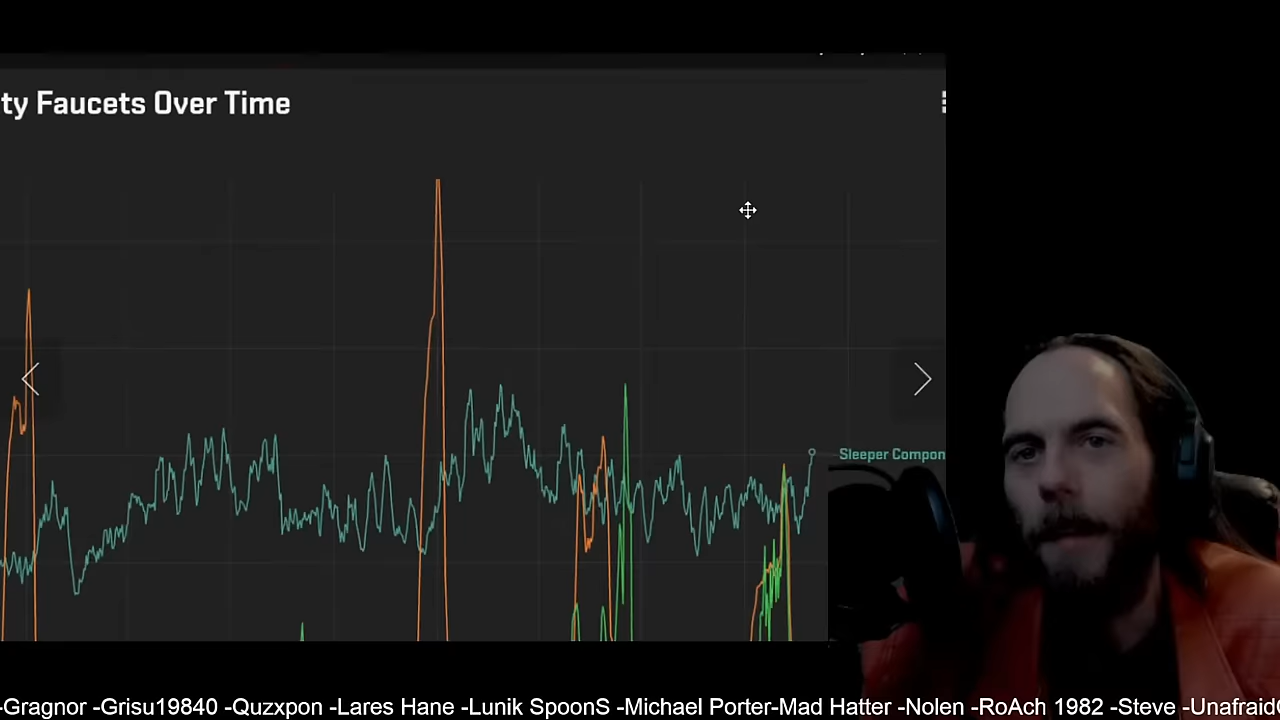 ty Faucets Over Time
Sleeper Compon
-Gragnor -Grisu19840 -Quzxpon -Lares Hane -Lunik SpoonS -Michael Porter-Mad Hatter -Nolen -RoAch 1982 -Steve -Unafraid